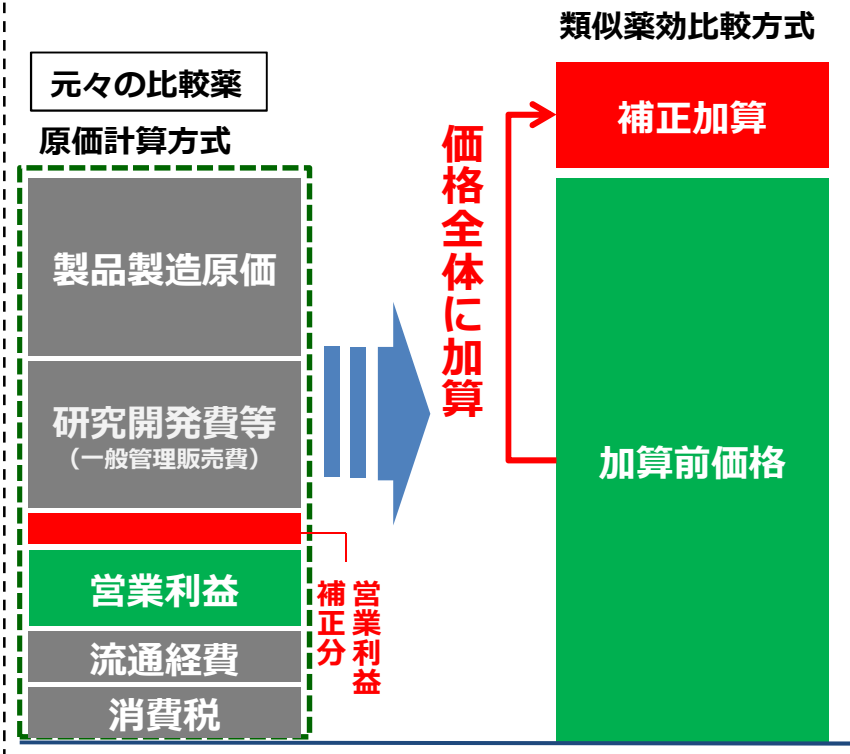 元々の比較薬
原価計算方式
製品製造原価
研究開発費等
（一般管理販売費）
営業利益
流通経費
消費税
営業利益
補正分
価格全体に加算
類似薬効比較方式
補正加算
加算前価格